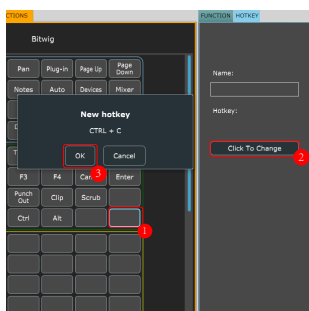 CTIONS
FUNCTION HOTKEY
Bitwig
Pan Plug-in Page Up Page Down
Notes Auto Devices Mixer
Name:
New hotkey
CTRL + C
Hotkey:
OK Cancel
Click To Change
2
3
F3 F4 Enter
Punch Out Clip Scrub
Ctrl Alt
1